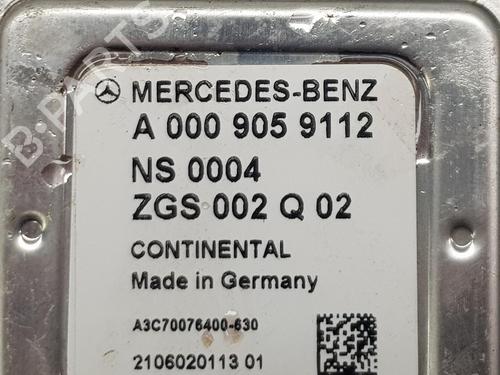 MERCEDES-BENZ
A 000 905 9112
NS 0004
ZGS 002 Q 02
CONTINENTAL
Made in Germany
A3C70076400-630
2106020113 01
B-PARTS